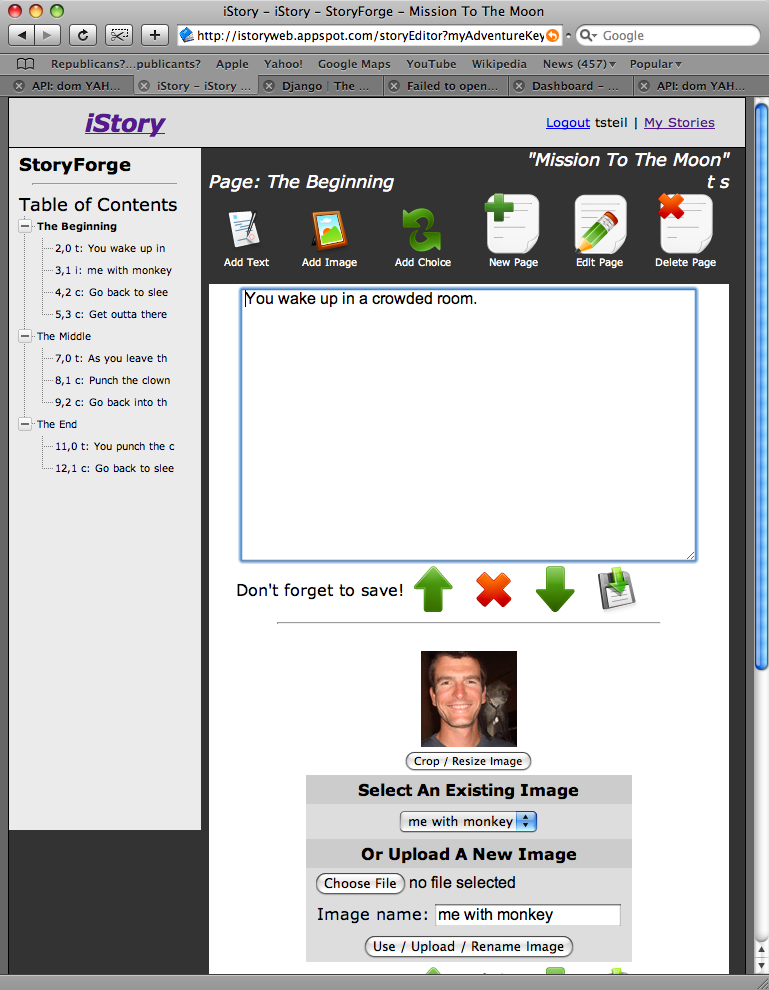 iStory – iStory – StoryForge – Mission To The Moon
http://istoryweb.appspot.com/storyEditor?myAdventureKey
Google
Republicans?...publicants? Apple Yahoo! Google Maps YouTube Wikipedia News (457) Popular
API: dom YAH... iStory – iStory ... Django | The ... Failed to open... Dashboard – ... API: dom YAH...
iStory
Logout tsteil | My Stories
StoryForge
Table of Contents
The Beginning
2,0 t: You wake up in
3,1 i: me with monkey
4,2 c: Go back to slee
5,3 c: Get outta there
The Middle
7,0 t: As you leave th
8,1 c: Punch the clown
9,2 c: Go back into th
The End
11,0 t: You punch the c
12,1 c: Go back to slee
"Mission To The Moon"
Page: The Beginning t s
Add Text Add Image Add Choice New Page Edit Page Delete Page
You wake up in a crowded room.
Don't forget to save!
Crop / Resize Image
Select An Existing Image
me with monkey
Or Upload A New Image
Choose File no file selected
Image name: me with monkey
Use / Upload / Rename Image